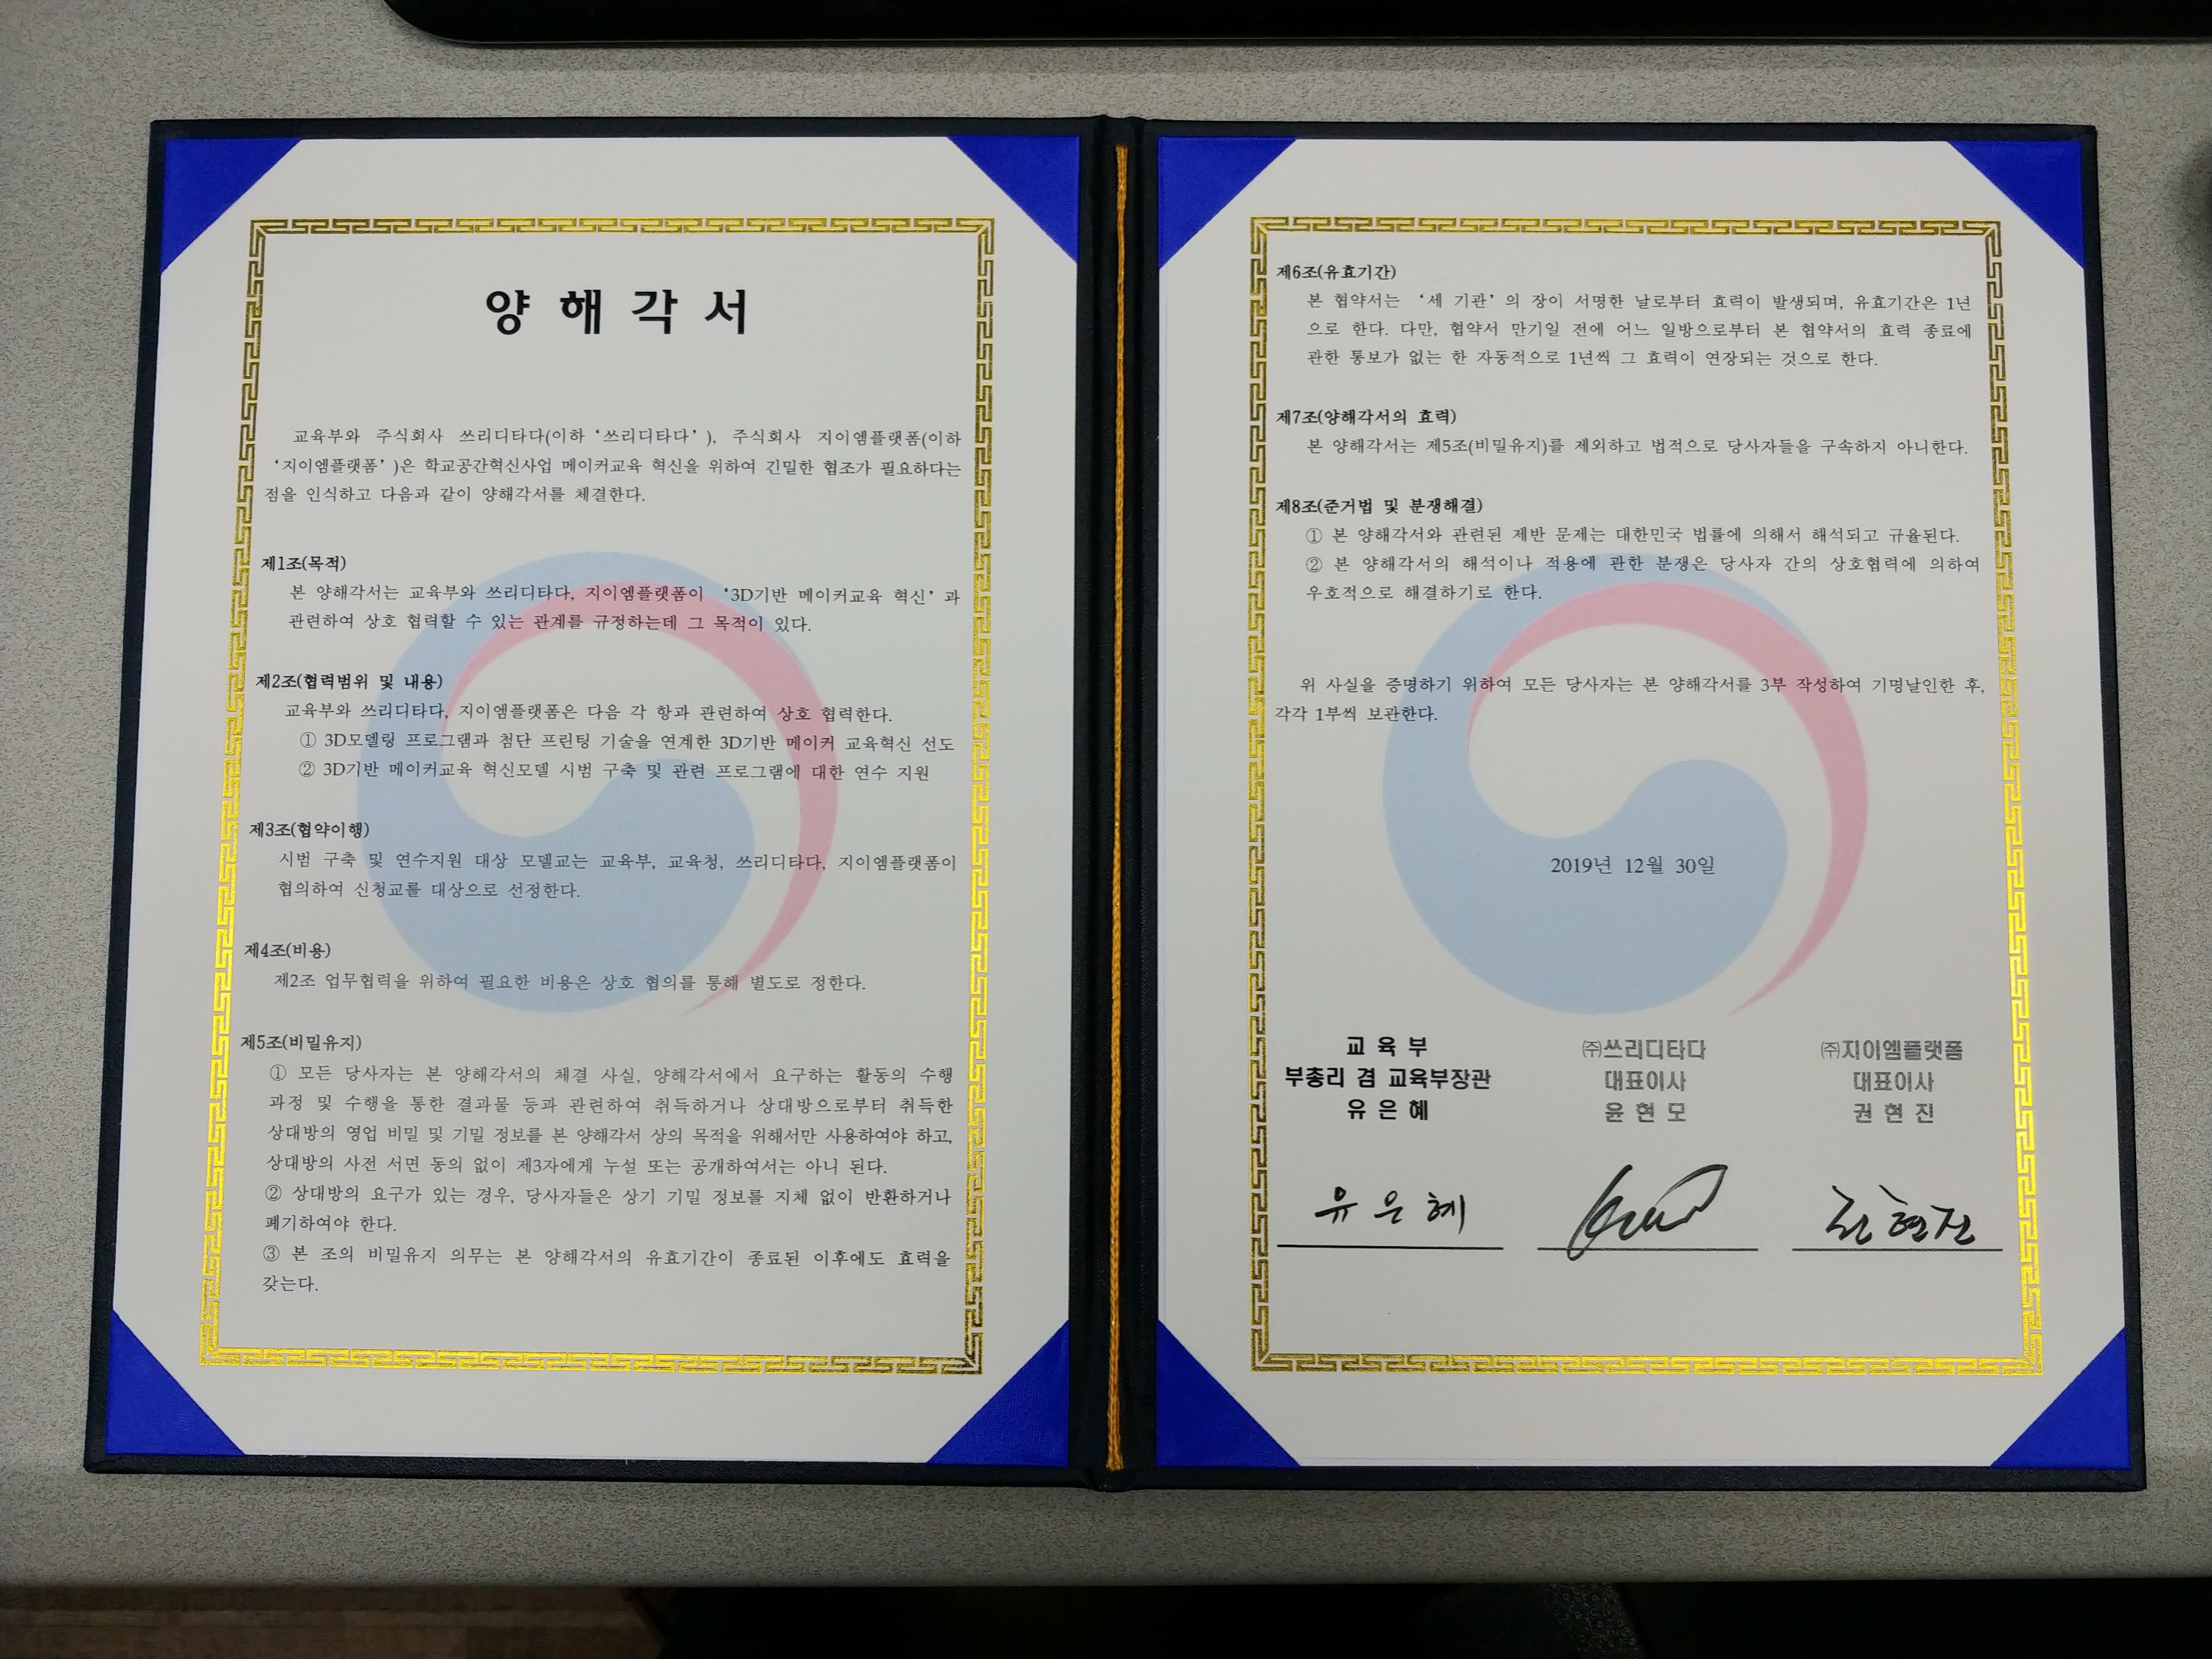 양 해 각 서
교육부와 주식회사 쓰리디타다(이하 ‘쓰리디타다’), 주식회사 지이엠플랫폼(이하
‘지이엠플랫폼’)은 학교공간혁신사업 메이커교육 혁신을 위하여 긴밀한 협조가 필요하다는
점을 인식하고 다음과 같이 양해각서를 체결한다.
제1조(목적)
본 양해각서는 교육부와 쓰리디타다, 지이엠플랫폼이 ‘3D기반 메이커교육 혁신’과
관련하여 상호 협력할 수 있는 관계를 규정하는데 그 목적이 있다.
제2조(협력범위 및 내용)
교육부와 쓰리디타다, 지이엠플랫폼은 다음 각 항과 관련하여 상호 협력한다.
① 3D모델링 프로그램과 첨단 프린팅 기술을 연계한 3D기반 메이커 교육혁신 선도
② 3D기반 메이커교육 혁신모델 시범 구축 및 관련 프로그램에 대한 연수 지원
제3조(협약이행)
시범 구축 및 연수지원 대상 모델교는 교육부, 교육청, 쓰리디타다, 지이엠플랫폼이
협의하여 신청교를 대상으로 선정한다.
제4조(비용)
제2조 업무협력을 위하여 필요한 비용은 상호 협의를 통해 별도로 정한다.
제5조(비밀유지)
① 모든 당사자는 본 양해각서의 체결 사실, 양해각서에서 요구하는 활동의 수행
과정 및 수행을 통한 결과물 등과 관련하여 취득하거나 상대방으로부터 취득한
상대방의 영업 비밀 및 기밀 정보를 본 양해각서 상의 목적을 위해서만 사용하여야 하고,
상대방의 사전 서면 동의 없이 제3자에게 누설 또는 공개하여서는 아니 된다.
② 상대방의 요구가 있는 경우, 당사자들은 상기 기밀 정보를 지체 없이 반환하거나
폐기하여야 한다.
③ 본 조의 비밀유지 의무는 본 양해각서의 유효기간이 종료된 이후에도 효력을
갖는다.
제6조(유효기간)
본 협약서는 ‘세 기관’의 장이 서명한 날로부터 효력이 발생되며, 유효기간은 1년
으로 한다. 다만, 협약서 만기일 전에 어느 일방으로부터 본 협약서의 효력 종료에
관한 통보가 없는 한 자동적으로 1년씩 그 효력이 연장되는 것으로 한다.
제7조(양해각서의 효력)
본 양해각서는 제5조(비밀유지)를 제외하고 법적으로 당사자들을 구속하지 아니한다.
제8조(준거법 및 분쟁해결)
① 본 양해각서와 관련된 제반 문제는 대한민국 법률에 의해서 해석되고 규율된다.
② 본 양해각서의 해석이나 적용에 관한 분쟁은 당사자 간의 상호협력에 의하여
우호적으로 해결하기로 한다.
위 사실을 증명하기 위하여 모든 당사자는 본 양해각서를 3부 작성하여 기명날인한 후,
각각 1부씩 보관한다.
2019년 12월 30일
교 육 부 ㈜쓰리디타다 ㈜지이엠플랫폼
부총리 겸 교육부장관 대표이사 대표이사
유 은 혜 윤 현 모 권 현 진
유 은 혜 권현진